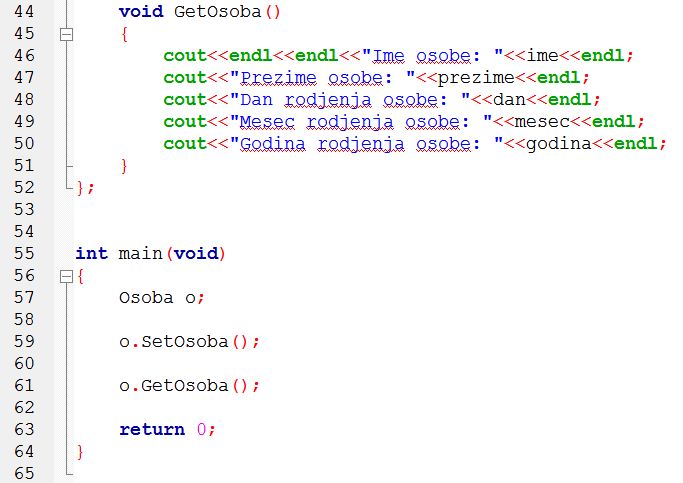 44 void GetOsoba()
45 {
46 cout<<endl<<endl<<"Ime osobe: "<<ime<<endl;
47 cout<<"Prezime osobe: "<<prezime<<endl;
48 cout<<"Dan rodjenja osobe: "<<dan<<endl;
49 cout<<"Mesec rodjenja osobe: "<<mesec<<endl;
50 cout<<"Godina rodjenja osobe: "<<godina<<endl;
51 }
52 };
53
54
55 int main(void)
56 {
57 Osoba o;
58
59 o.SetOsoba();
60
61 o.GetOsoba();
62
63 return 0;
64 }
65